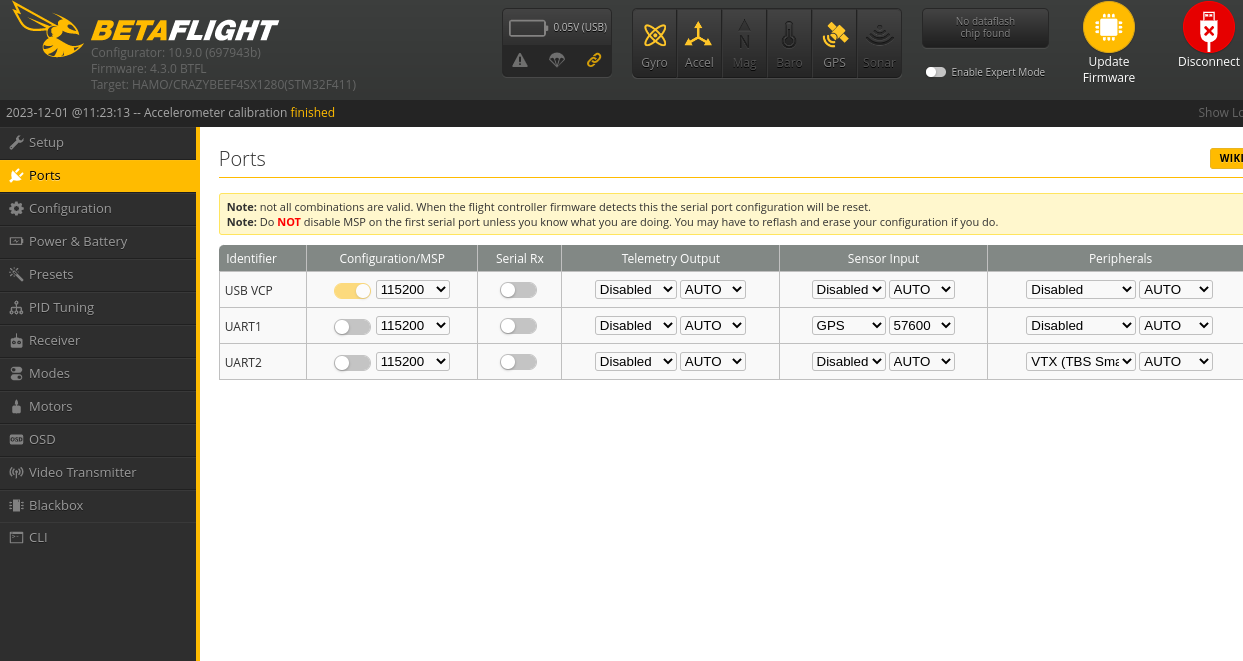 BETAFLIGHT
Configurator: 10.9.0 (697943b)
Firmware: 4.3.0 BTFL
Target: HAMO/CRAZYBEEF4SX1280(STM32F411)
0.05V (USB)
Gyro Accel Mag Baro GPS Sonar
No dataflash
chip found
Enable Expert Mode
Update
Firmware
Disconnect
2023-12-01 @11:23:13 -- Accelerometer calibration finished
Show Lo
Setup
Ports
Configuration
Power & Battery
Presets
PID Tuning
Receiver
Modes
Motors
OSD
Video Transmitter
Blackbox
CLI
Ports
WIKI
Note: not all combinations are valid. When the flight controller firmware detects this the serial port configuration will be reset.
Note: Do NOT disable MSP on the first serial port unless you know what you are doing. You may have to reflash and erase your configuration if you do.
Identifier Configuration/MSP Serial Rx Telemetry Output Sensor Input Peripherals
USB VCP 115200 Disabled AUTO Disabled AUTO Disabled AUTO
UART1 115200 Disabled AUTO GPS 57600 Disabled AUTO
UART2 115200 Disabled AUTO Disabled AUTO VTX (TBS Sma AUTO